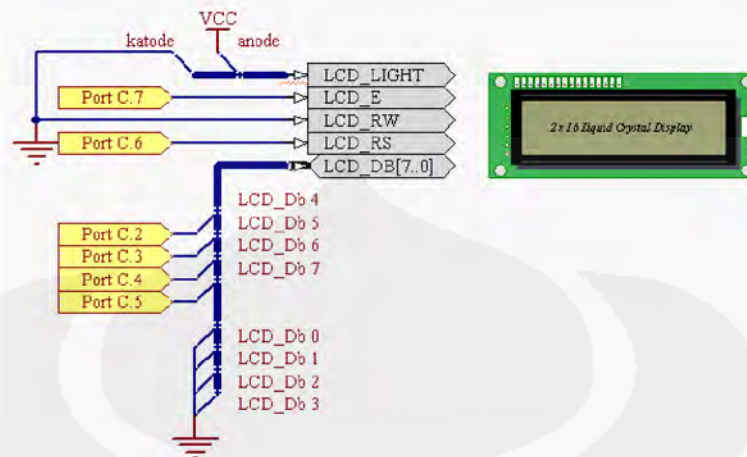 VCC
katode anode
LCD_LIGHT
Port C.7 LCD_E
LCD_RW
Port C.6 LCD_RS
LCD_DB[7..0]
2 x 16 Liquid Crystal Display
LCD_Db 4
Port C.2 LCD_Db 5
Port C.3 LCD_Db 6
Port C.4 LCD_Db 7
Port C.5
LCD_Db 0
LCD_Db 1
LCD_Db 2
LCD_Db 3